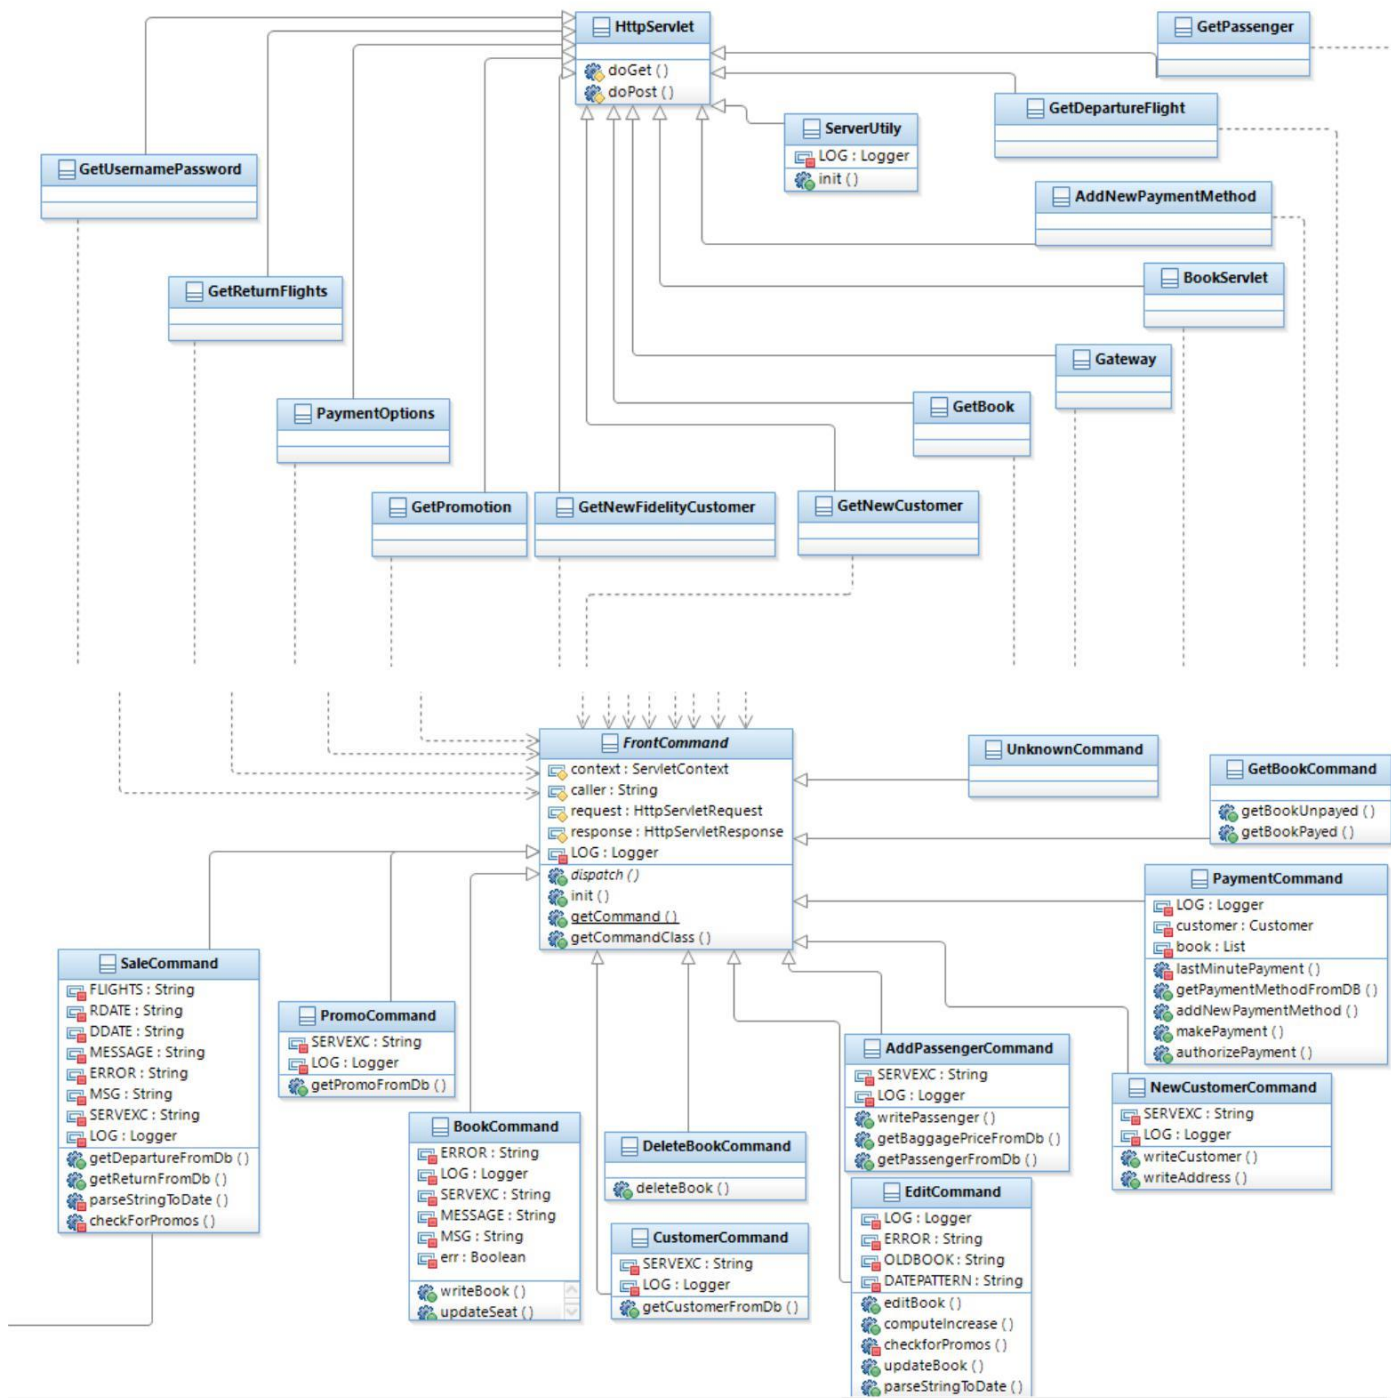 HttpServlet
doGet ()
doPost ()
GetPassenger
GetDepartureFlight
ServerUtily
LOG : Logger
init ()
GetUsernamePassword
AddNewPaymentMethod
BookServlet
GetReturnFlights
Gateway
PaymentOptions
GetBook
GetPromotion
GetNewFidelityCustomer
GetNewCustomer
FrontCommand
context : ServletContext
caller : String
request : HttpServletRequest
response : HttpServletResponse
LOG : Logger
dispatch ()
init ()
getCommand ()
getCommandClass ()
UnknownCommand
GetBookCommand
getBookUnpayed ()
getBookPayed ()
PaymentCommand
LOG : Logger
customer : Customer
book : List
lastMinutePayment ()
getPaymentMethodFromDB ()
addNewPaymentMethod ()
makePayment ()
authorizePayment ()
SaleCommand
FLIGHTS : String
RDATE : String
DDATE : String
MESSAGE : String
ERROR : String
MSG : String
SERVEXC : String
LOG : Logger
getDepartureFromDb ()
getReturnFromDb ()
parseStringToDate ()
checkForPromos ()
PromoCommand
SERVEXC : String
LOG : Logger
getPromoFromDb ()
BookCommand
ERROR : String
LOG : Logger
SERVEXC : String
MESSAGE : String
MSG : String
err : Boolean
writeBook ()
updateSeat ()
DeleteBookCommand
deleteBook ()
CustomerCommand
SERVEXC : String
LOG : Logger
getCustomerFromDb ()
AddPassengerCommand
SERVEXC : String
LOG : Logger
writePassenger ()
getBaggagePriceFromDb ()
getPassengerFromDb ()
NewCustomerCommand
SERVEXC : String
LOG : Logger
writeCustomer ()
writeAddress ()
EditCommand
LOG : Logger
ERROR : String
OLDBOOK : String
DATEPATTERN : String
editBook ()
computeIncrease ()
checkforPromos ()
updateBook ()
parseStringToDate ()